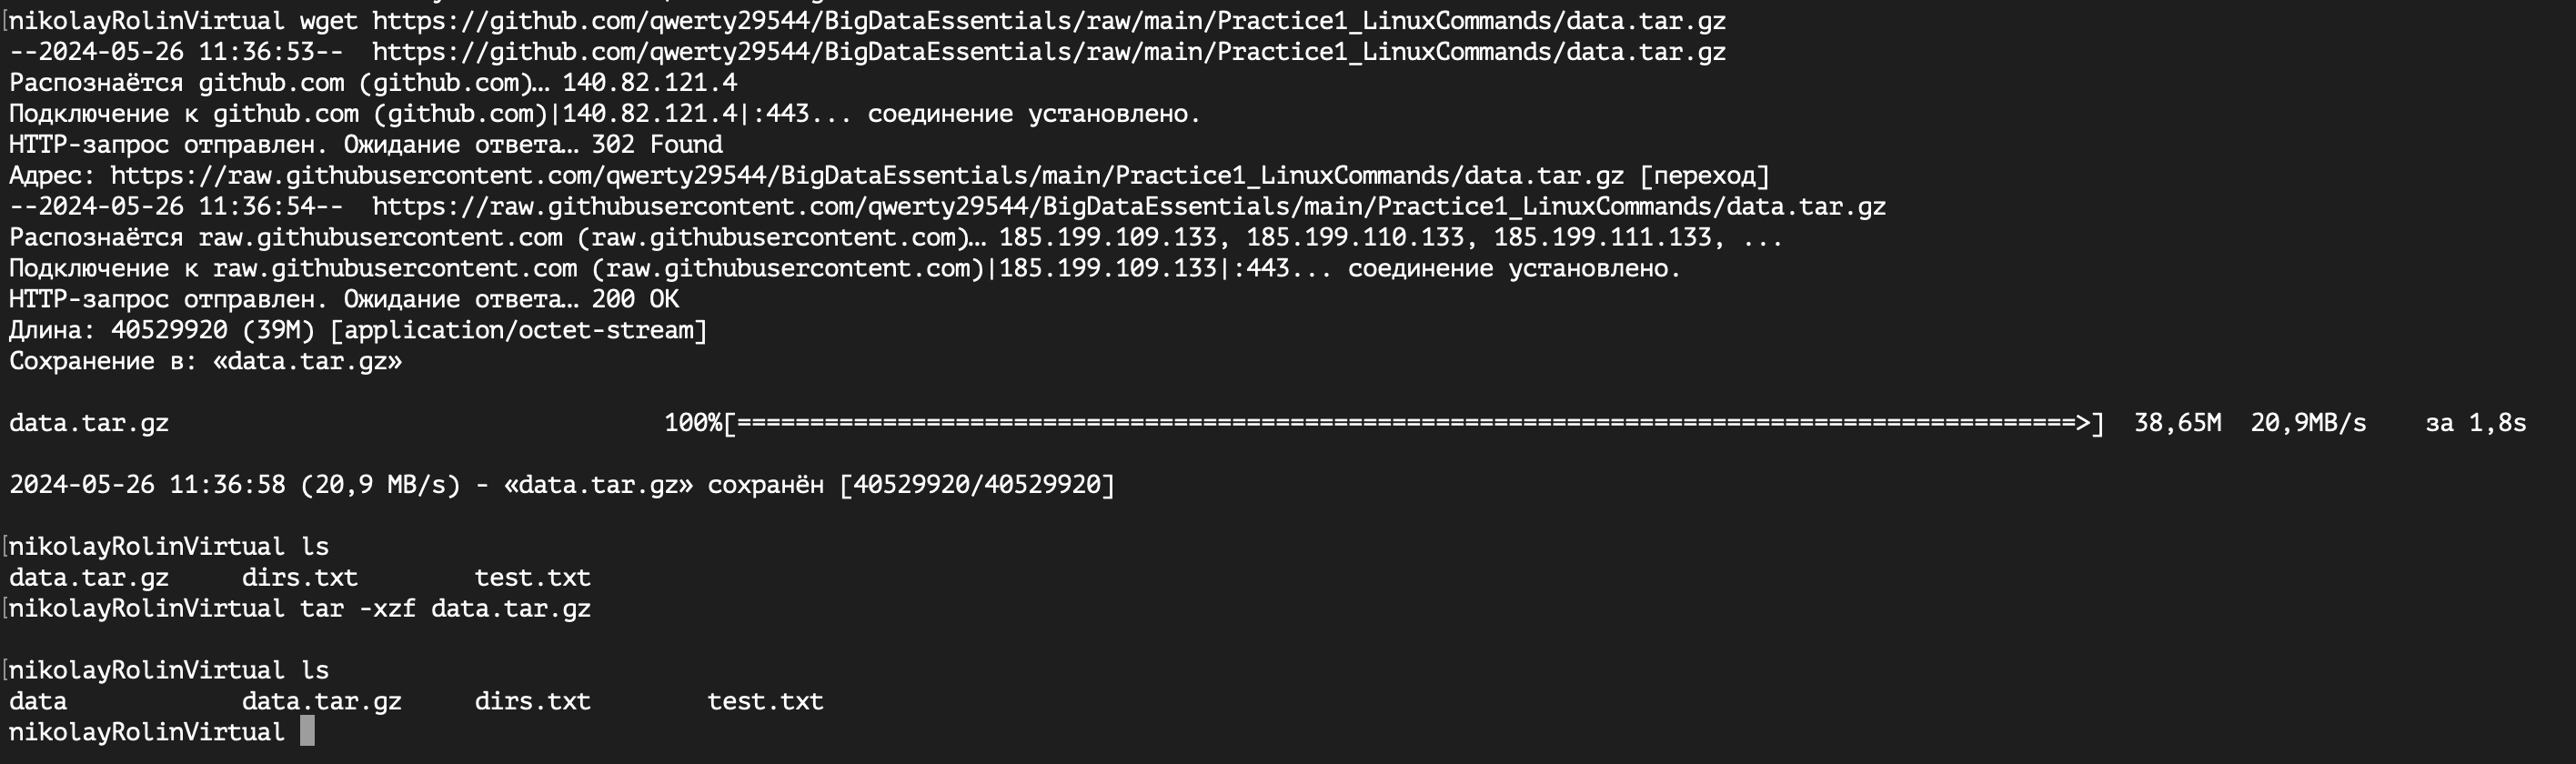 nikolayRolinVirtual wget https://github.com/qwerty29544/BigDataEssentials/raw/main/Practice1_LinuxCommands/data.tar.gz
--2024-05-26 11:36:53--  https://github.com/qwerty29544/BigDataEssentials/raw/main/Practice1_LinuxCommands/data.tar.gz
Распознаётся github.com (github.com)… 140.82.121.4
Подключение к github.com (github.com)|140.82.121.4|:443... соединение установлено.
HTTP-запрос отправлен. Ожидание ответа… 302 Found
Адрес: https://raw.githubusercontent.com/qwerty29544/BigDataEssentials/main/Practice1_LinuxCommands/data.tar.gz [переход]
--2024-05-26 11:36:54--  https://raw.githubusercontent.com/qwerty29544/BigDataEssentials/main/Practice1_LinuxCommands/data.tar.gz
Распознаётся raw.githubusercontent.com (raw.githubusercontent.com)… 185.199.109.133, 185.199.110.133, 185.199.111.133, ...
Подключение к raw.githubusercontent.com (raw.githubusercontent.com)|185.199.109.133|:443... соединение установлено.
HTTP-запрос отправлен. Ожидание ответа… 200 OK
Длина: 40529920 (39M) [application/octet-stream]
Сохранение в: «data.tar.gz»
data.tar.gz 100%[============================================================================================>] 38,65M 20,9MB/s за 1,8s
2024-05-26 11:36:58 (20,9 MB/s) - «data.tar.gz» сохранён [40529920/40529920]
nikolayRolinVirtual ls
data.tar.gz dirs.txt test.txt
nikolayRolinVirtual tar -xzf data.tar.gz
nikolayRolinVirtual ls
data data.tar.gz dirs.txt test.txt
nikolayRolinVirtual